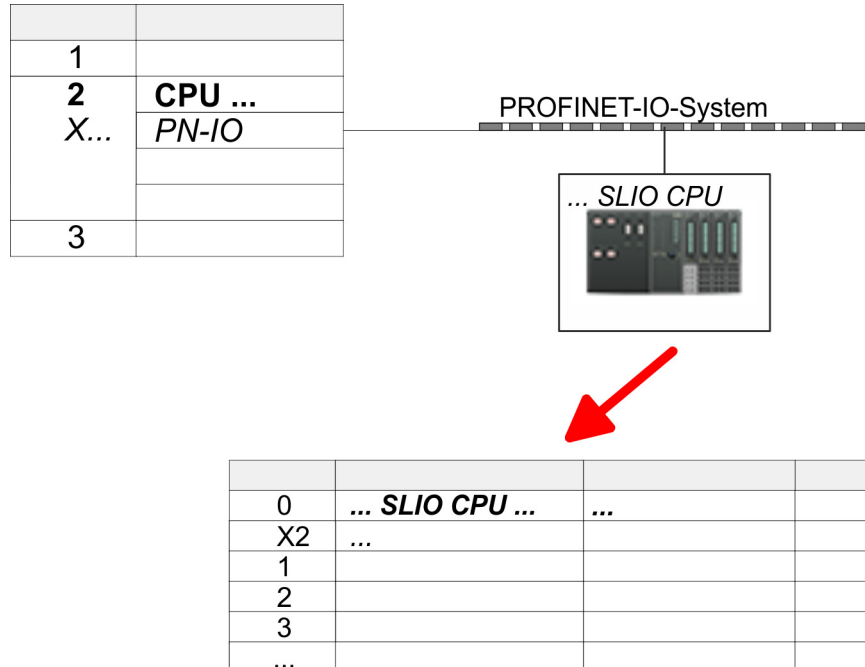 1
2 CPU ...
X... PN-IO
3
PROFINET-IO-System
... SLIO CPU
0 ... SLIO CPU ... ...
X2 ...
1
2
3
...